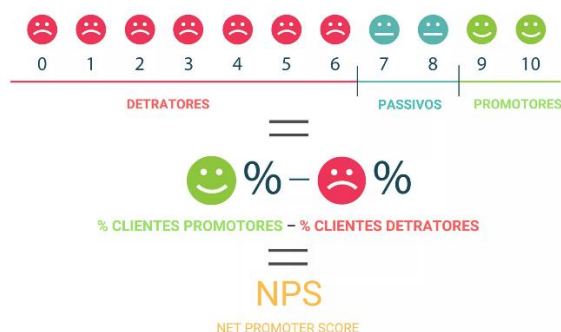 0 1 2 3 4 5 6 7 8 9 10
DETRATORES PASSIVOS PROMOTORES
=
% – %
% CLIENTES PROMOTORES – % CLIENTES DETRATORES
=
NPS
NET PROMOTER SCORE